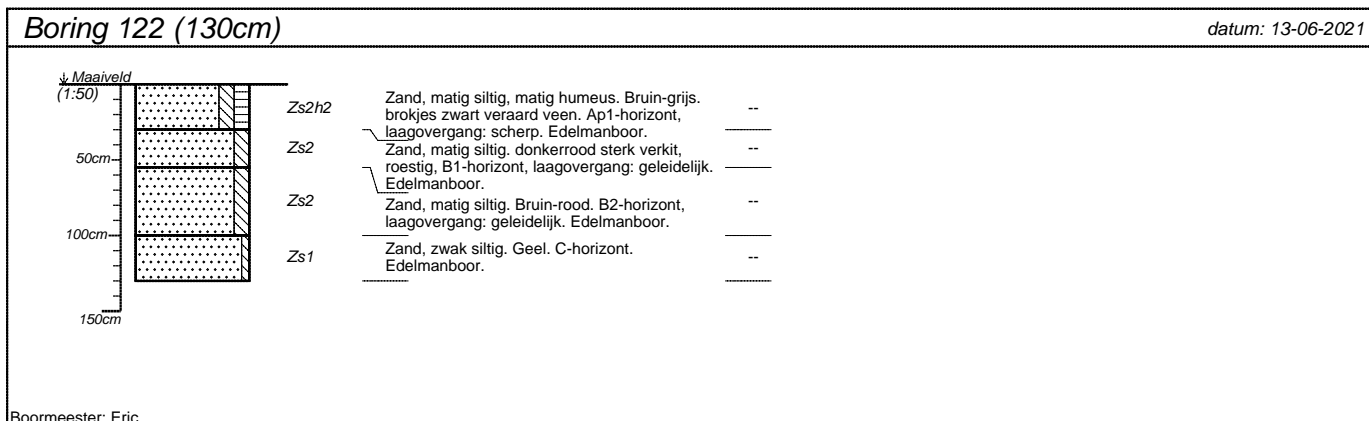 Boring 122 (130cm)
datum: 13-06-2021
Maaiveld
(1:50)
50cm
100cm
150cm
Zs2h2
Zand, matig siltig, matig humeus. Bruin-grijs.
brokjes zwart veraard veen. Ap1-horizont,
laagovergang: scherp. Edelmanboor.
--
Zs2
Zand, matig siltig. donkerrood sterk verkit,
roestig, B1-horizont, laagovergang: geleidelijk.
Edelmanboor.
--
Zs2
Zand, matig siltig. Bruin-rood. B2-horizont,
laagovergang: geleidelijk. Edelmanboor.
--
Zs1
Zand, zwak siltig. Geel. C-horizont.
Edelmanboor.
--
Boormeester: Eric